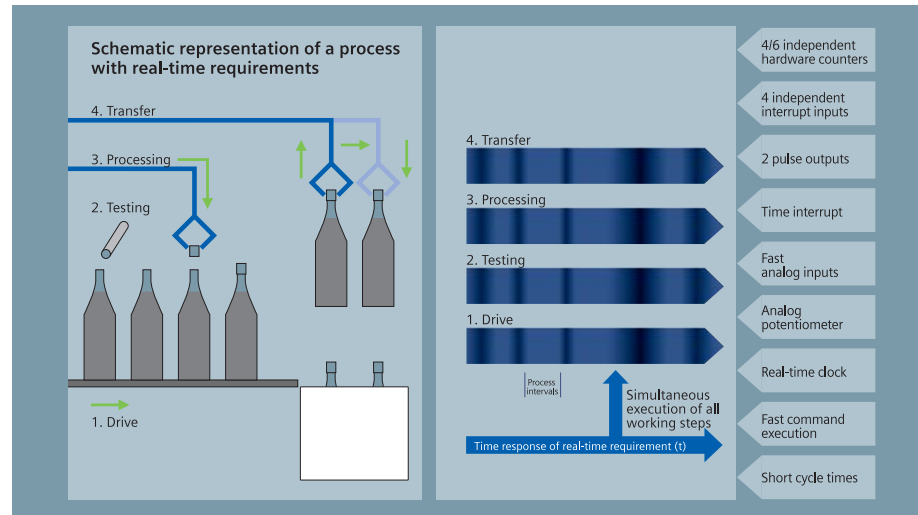 Schematic representation of a process
with real-time requirements
4. Transfer
3. Processing
2. Testing
1. Drive
4. Transfer
3. Processing
2. Testing
1. Drive
Process
intervals
Simultaneous
execution of all
working steps
Time response of real-time requirement (t)
4/6 independent
hardware counters
4 independent
interrupt inputs
2 pulse outputs
Time interrupt
Fast
analog inputs
Analog
potentiometer
Real-time clock
Fast command
execution
Short cycle times